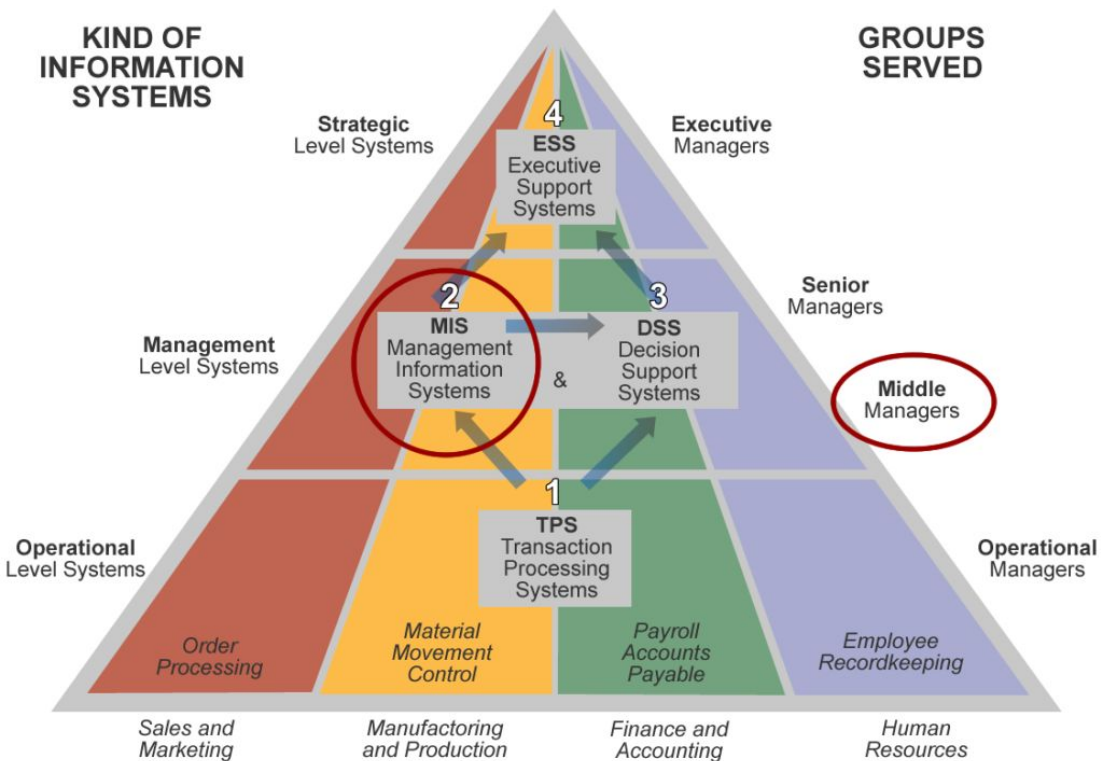 KIND OF
INFORMATION
SYSTEMS
GROUPS
SERVED
Strategic
Level Systems
4
ESS
Executive
Support
Systems
Executive
Managers
Management
Level Systems
2
MIS
Management
Information
Systems
&
3
DSS
Decision
Support
Systems
Senior
Managers
Middle
Managers
Operational
Level Systems
1
TPS
Transaction
Processing
Systems
Operational
Managers
Order
Processing
Material
Movement
Control
Payroll
Accounts
Payable
Employee
Recordkeeping
Sales and
Marketing
Manufactoring
and Production
Finance and
Accounting
Human
Resources